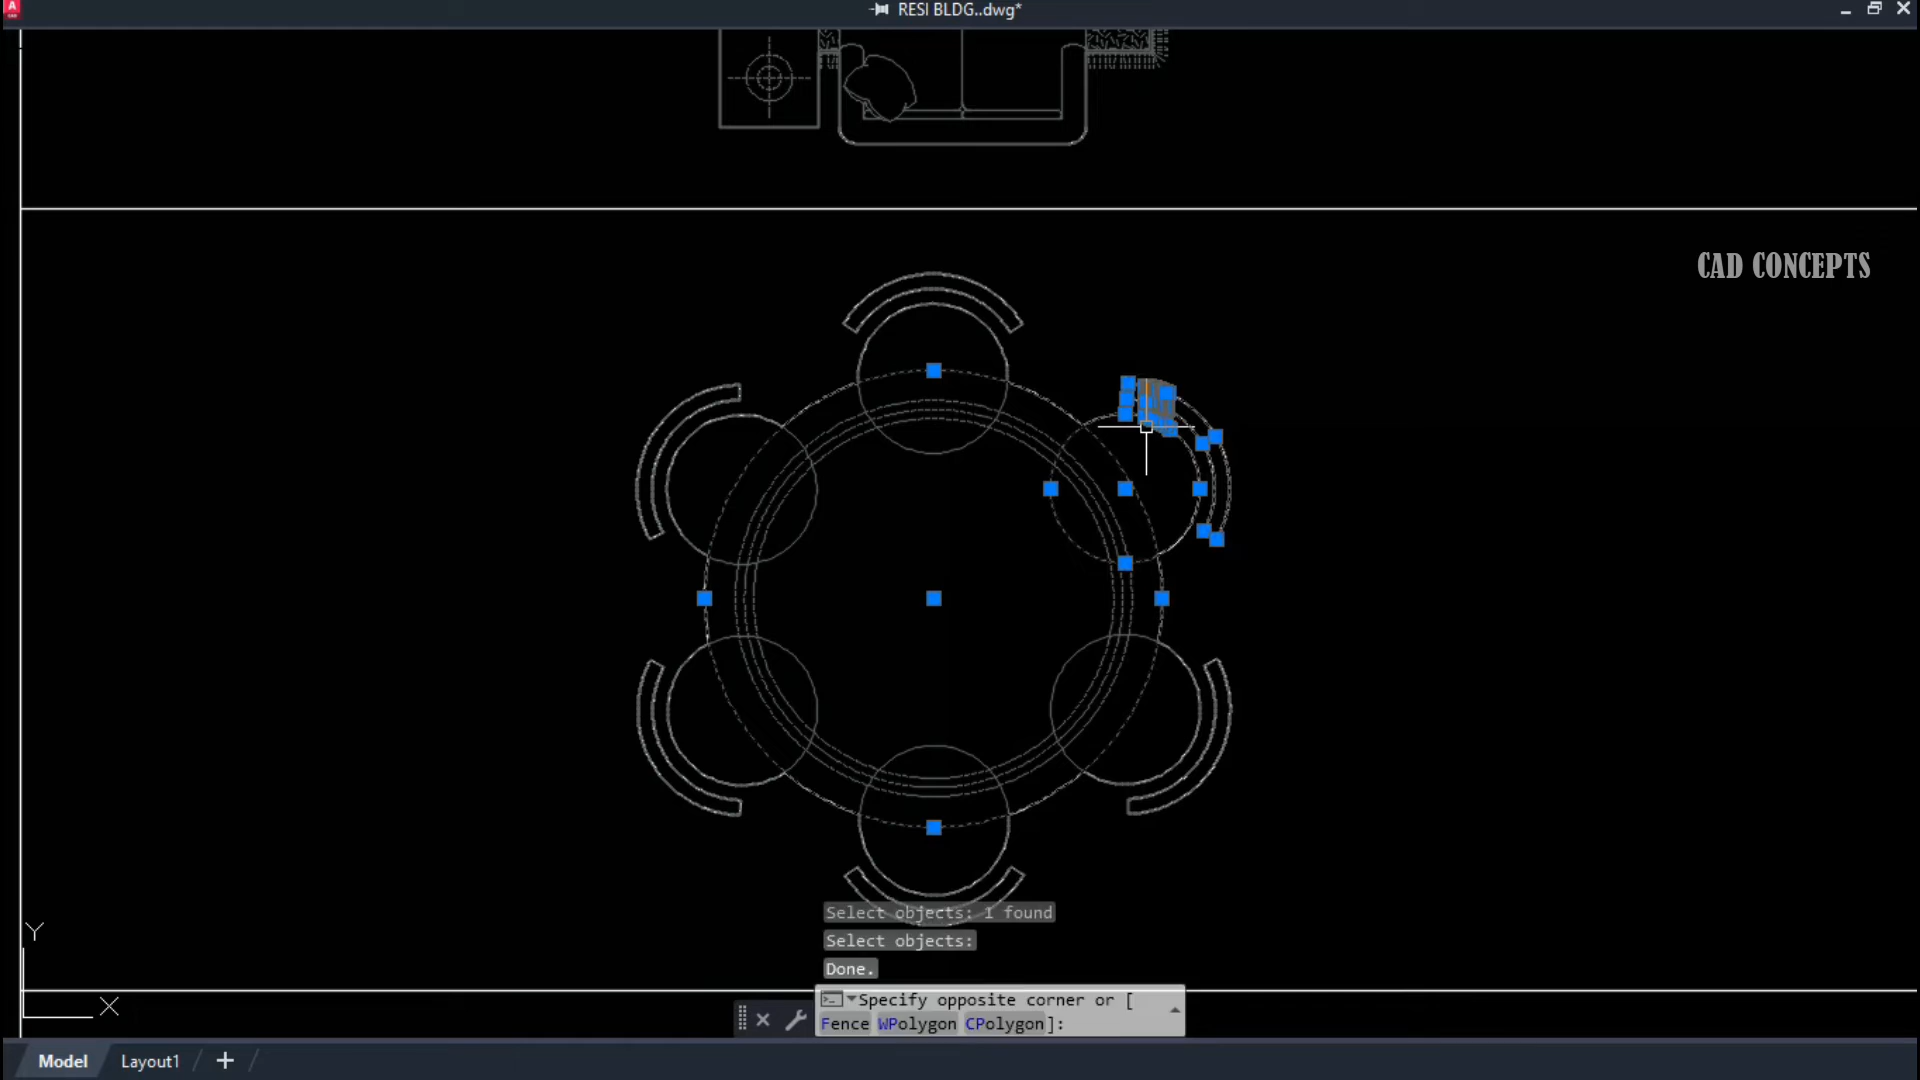 A
CAD
RESI BLDG..dwg*
CAD CONCEPTS
Select objects: 1 found
Select objects:
Done.
Specify opposite corner or [
Fence WPolygon CPolygon]:
Y
X
Model Layout1 +